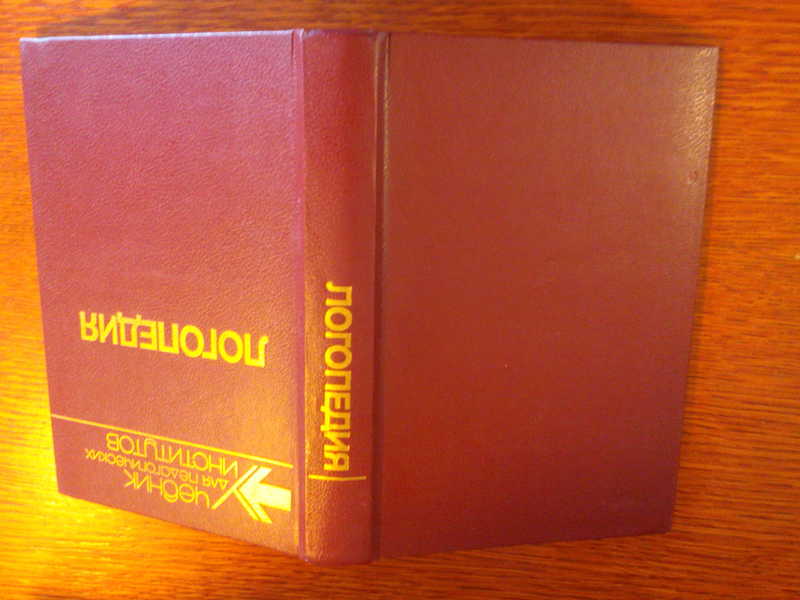 Учебник
для педагогических
институтов
ЛОГОПЕДИЯ
ЛОГОПЕДИЯ